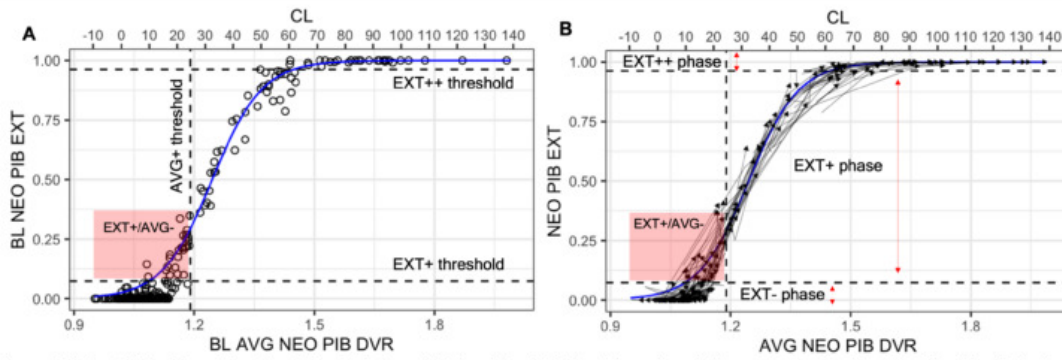 A
CL
-10 0 10 20 30 40 50 60 70 80 90 100 110 120 130 140
BL NEO PIB EXT
1.00
0.75
0.50
0.25
0.00
AVG+ threshold
EXT++ threshold
EXT+/AVG-
EXT+ threshold
0.9 1.2 1.5 1.8
BL AVG NEO PIB DVR
B
CL
-10 0 10 20 30 40 50 60 70 80 90 100 110 120 130 140
NEO PIB EXT
1.00
0.75
0.50
0.25
0.00
EXT++ phase
EXT+ phase
EXT+/AVG-
EXT- phase
0.9 1.2 1.5 1.8
AVG NEO PIB DVR